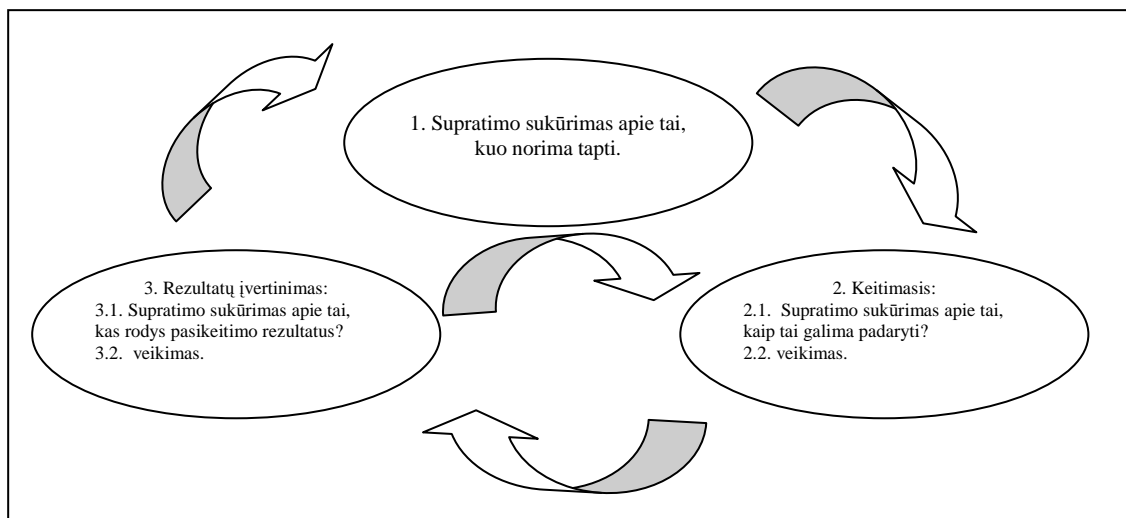 1. Supratimo sukūrimas apie tai,
kuo norima tapti.
3. Rezultatų įvertinimas:
3.1. Supratimo sukūrimas apie tai,
kas rodys pasikeitimo rezultatus?
3.2. veikimas.
2. Keitimasis:
2.1. Supratimo sukūrimas apie tai,
kaip tai galima padaryti?
2.2. veikimas.